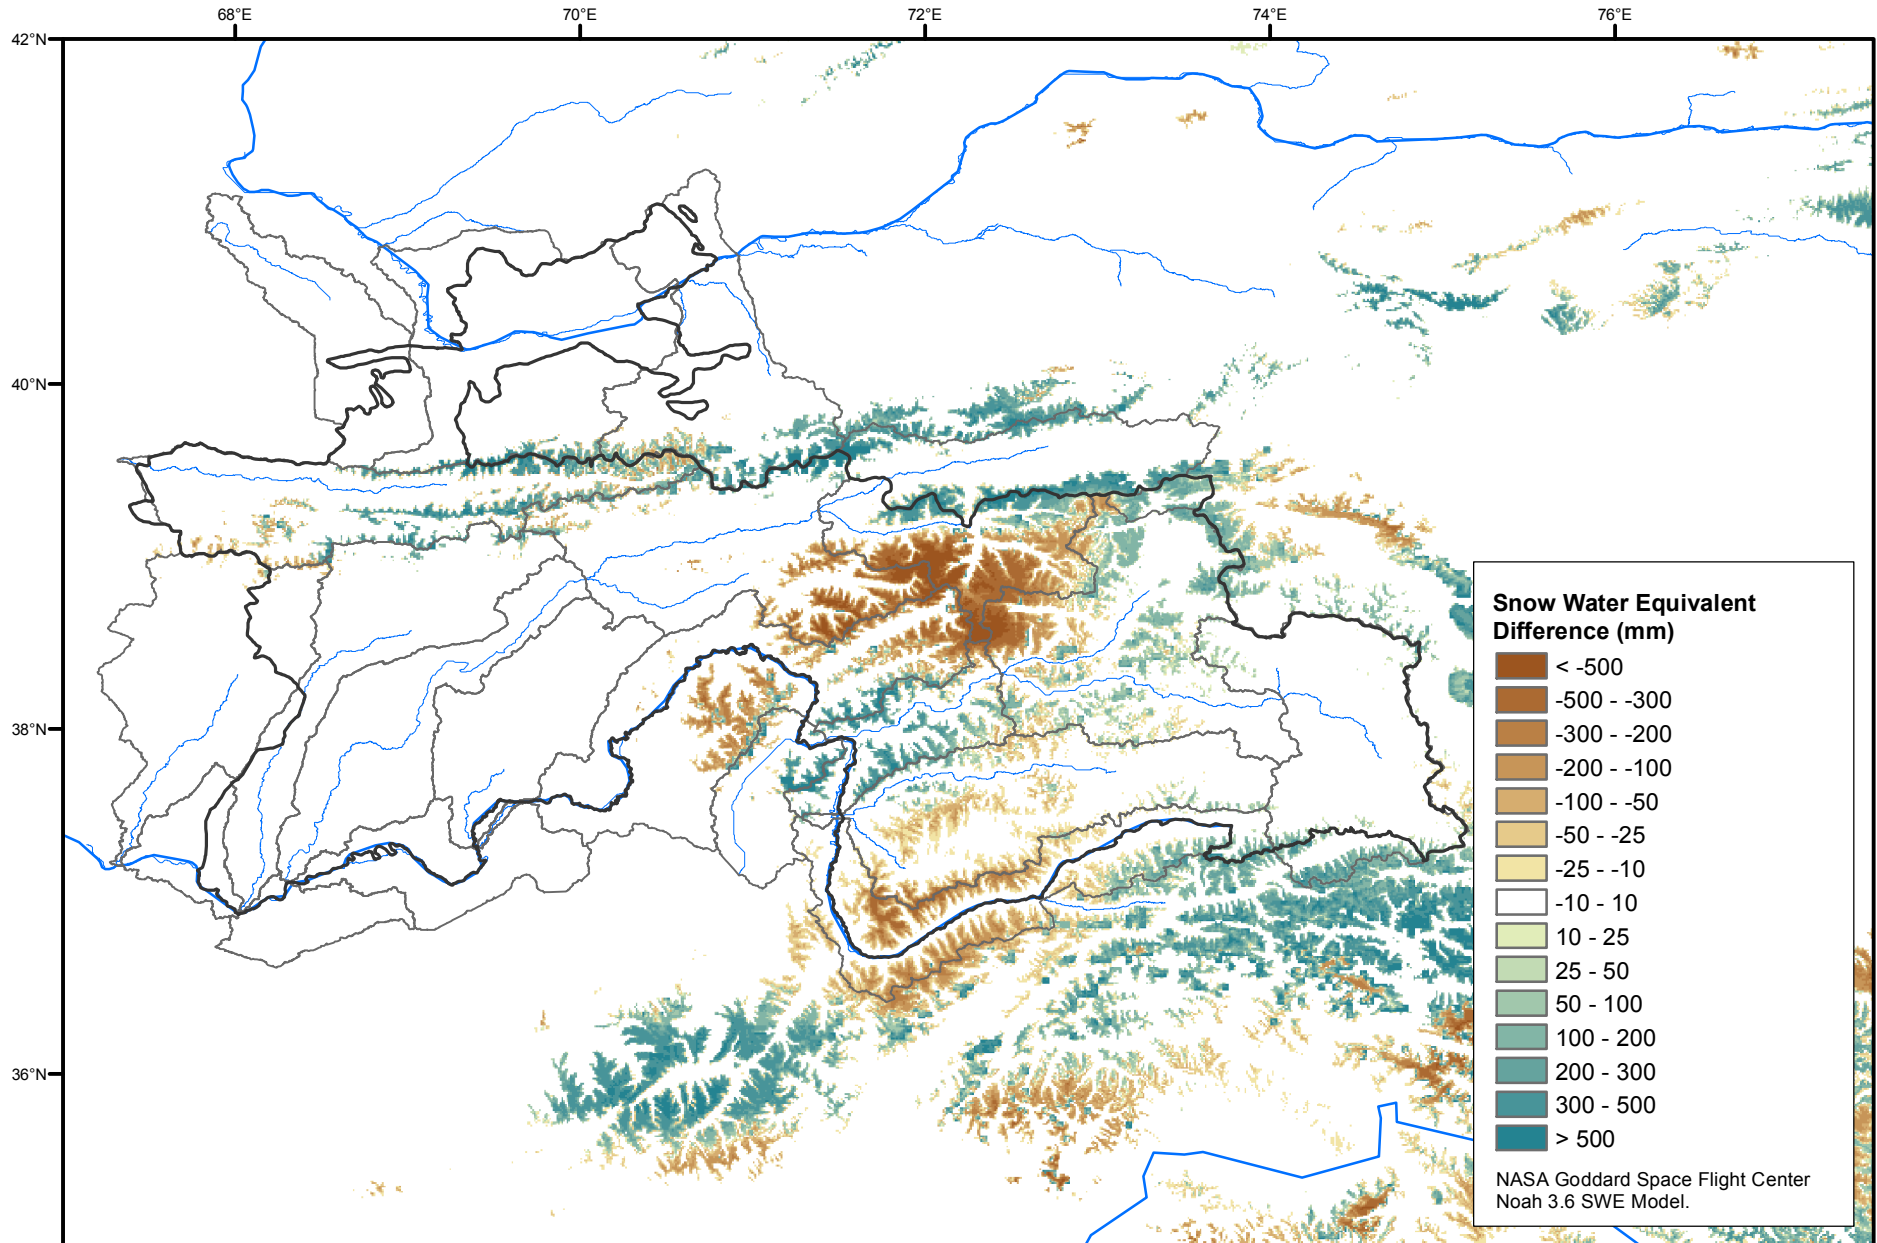 68°E 70°E 72°E 74°E 76°E
42°N
40°N
38°N
36°N
Snow Water Equivalent
Difference (mm)
< -500
-500 - -300
-300 - -200
-200 - -100
-100 - -50
-50 - -25
-25 - -10
-10 - 10
10 - 25
25 - 50
50 - 100
100 - 200
200 - 300
300 - 500
> 500
NASA Goddard Space Flight Center
Noah 3.6 SWE Model.